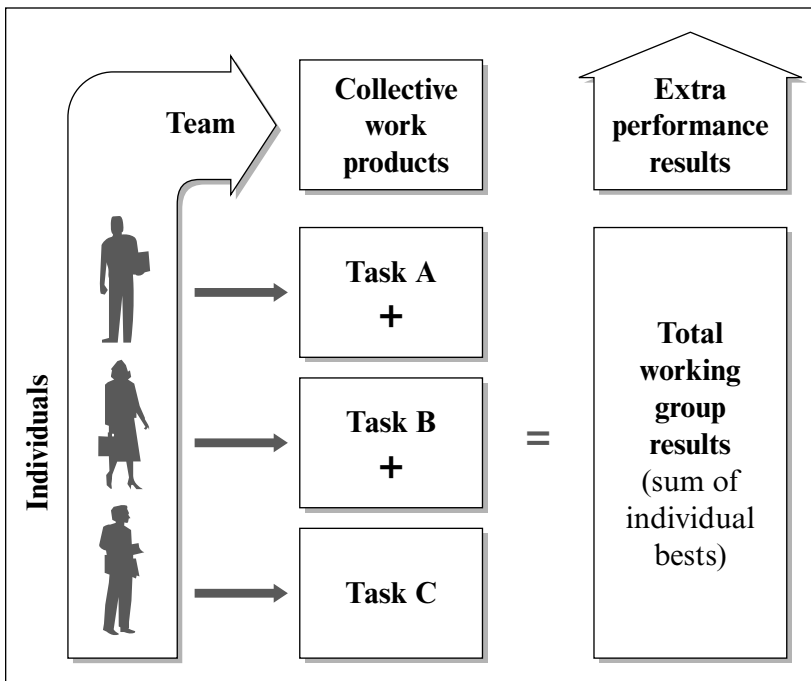 Team
Collective
work
products
Extra
performance
results
Individuals
Task A
+
Task B
+
Task C
=
Total
working
group
results
(sum of
individual
bests)